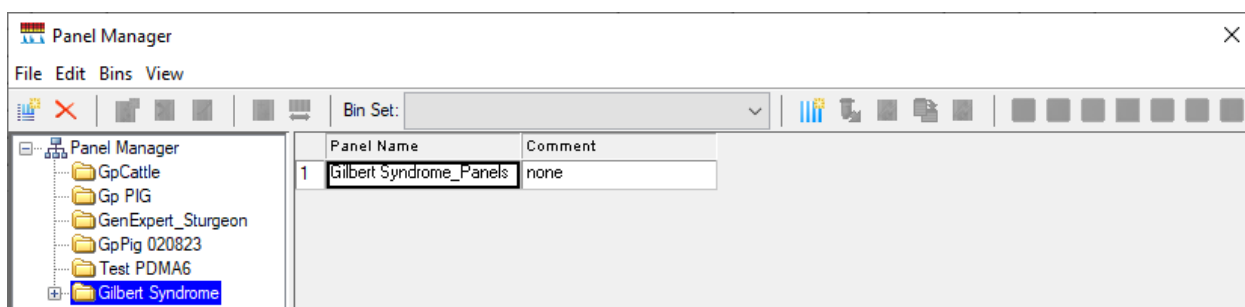 Panel Manager
File Edit Bins View
Bin Set:
Panel Manager
GpCattle
Gp PIG
GenExpert_Sturgeon
GpPig 020823
Test PDMA6
Gilbert Syndrome
Panel Name Comment
1 Gilbert Syndrome_Panels none